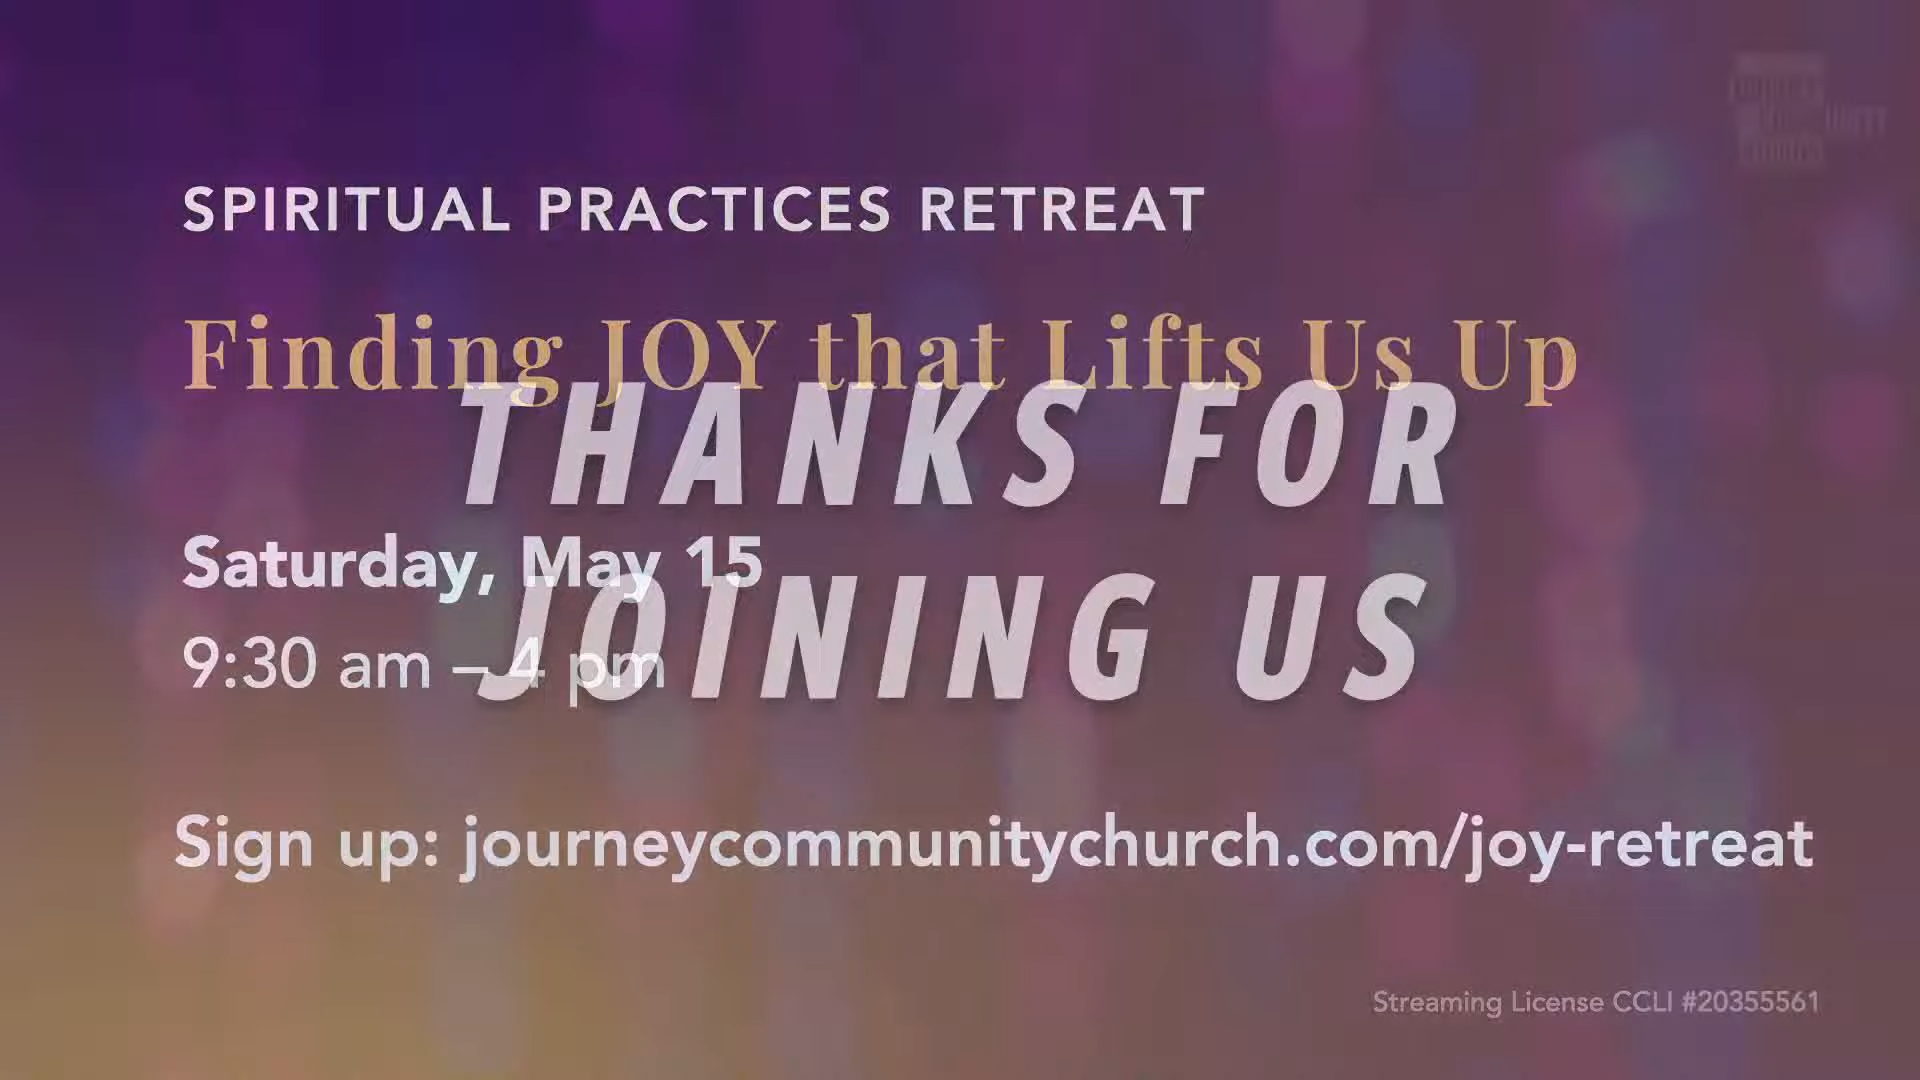 SPIRITUAL PRACTICES RETREAT
Finding JOY that Lifts Us Up
THANKS FOR
JOINING US
Saturday, May 15
9:30 am – 4 pm
Sign up: journeycommunitychurch.com/joy-retreat
Streaming License CCLI #20355561